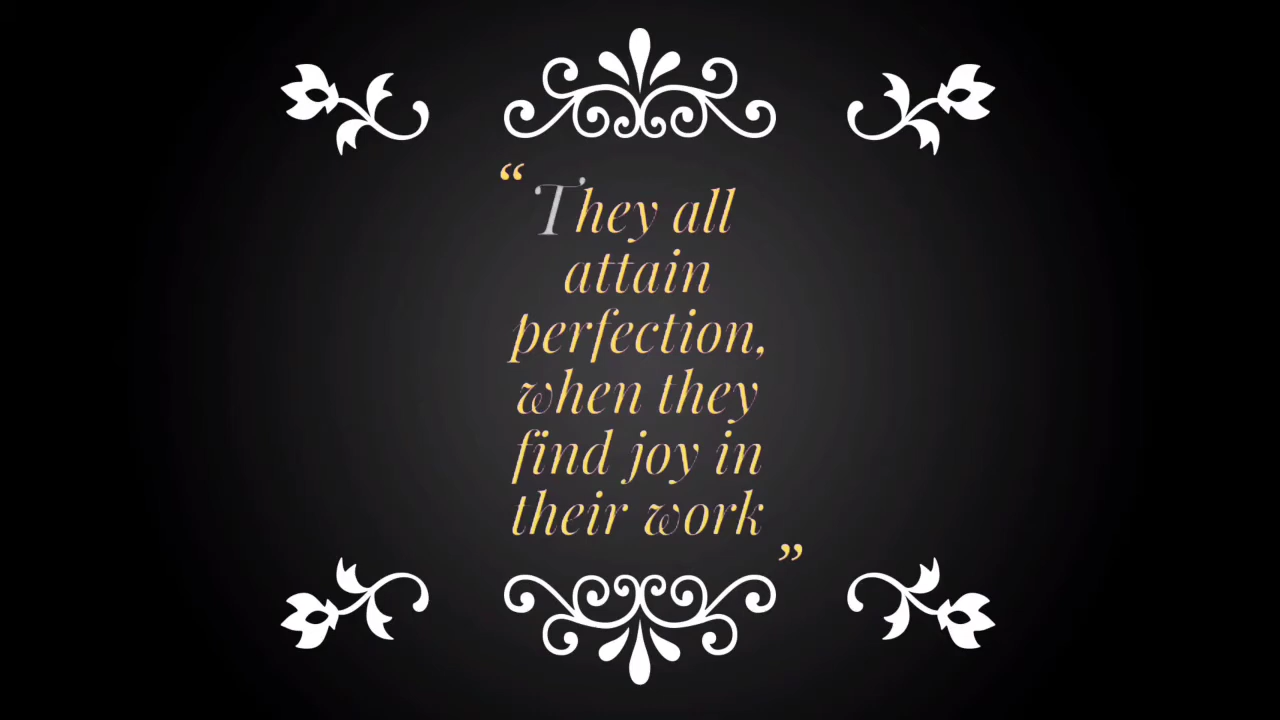 “They all
attain
perfection,
when they
find joy in
their work”